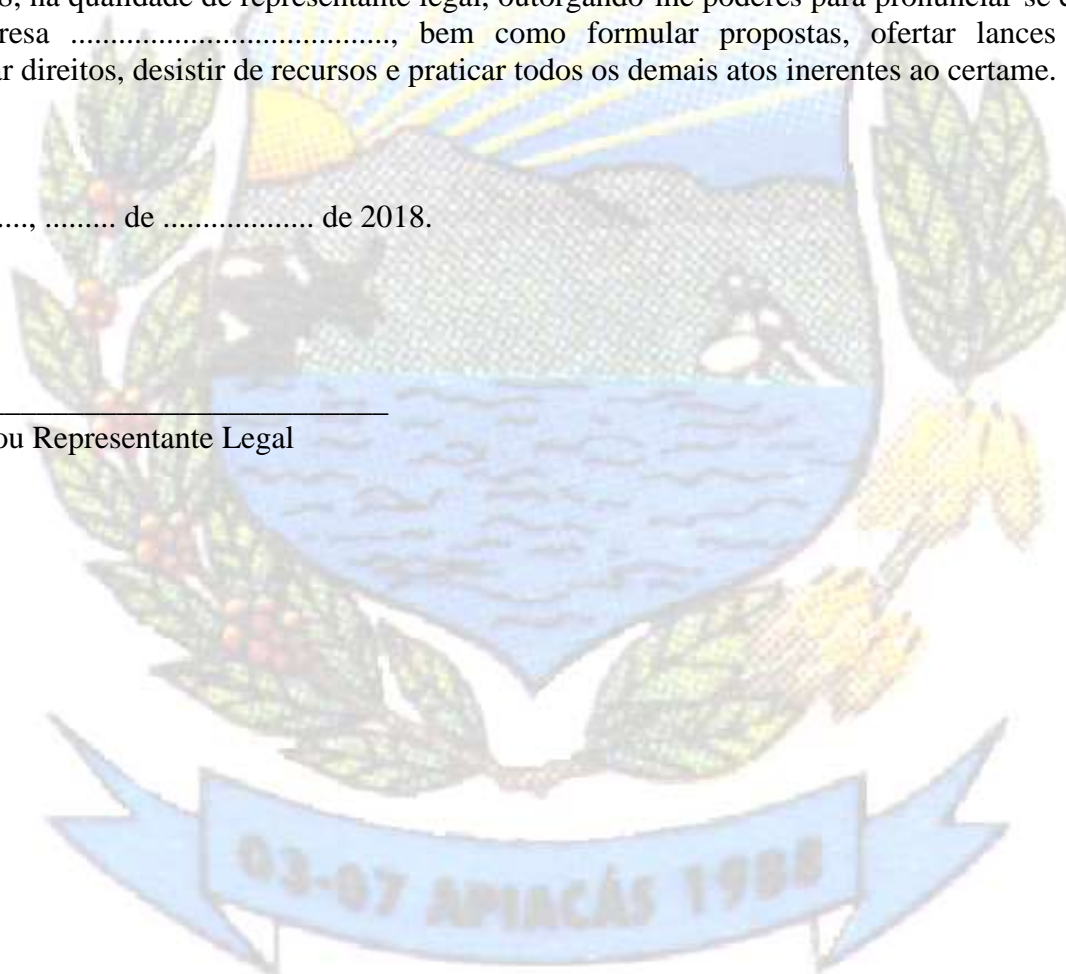 na qualidade de representante legal, outorgando-lhe poderes para pronunciar-se
resa ......................................, bem como formular propostas, ofertar lances
ar direitos, desistir de recursos e praticar todos os demais atos inerentes ao certame.
...., ......... de .................. de 2018.
__________________________
ou Representante Legal
03-07 APIACÁS 1988